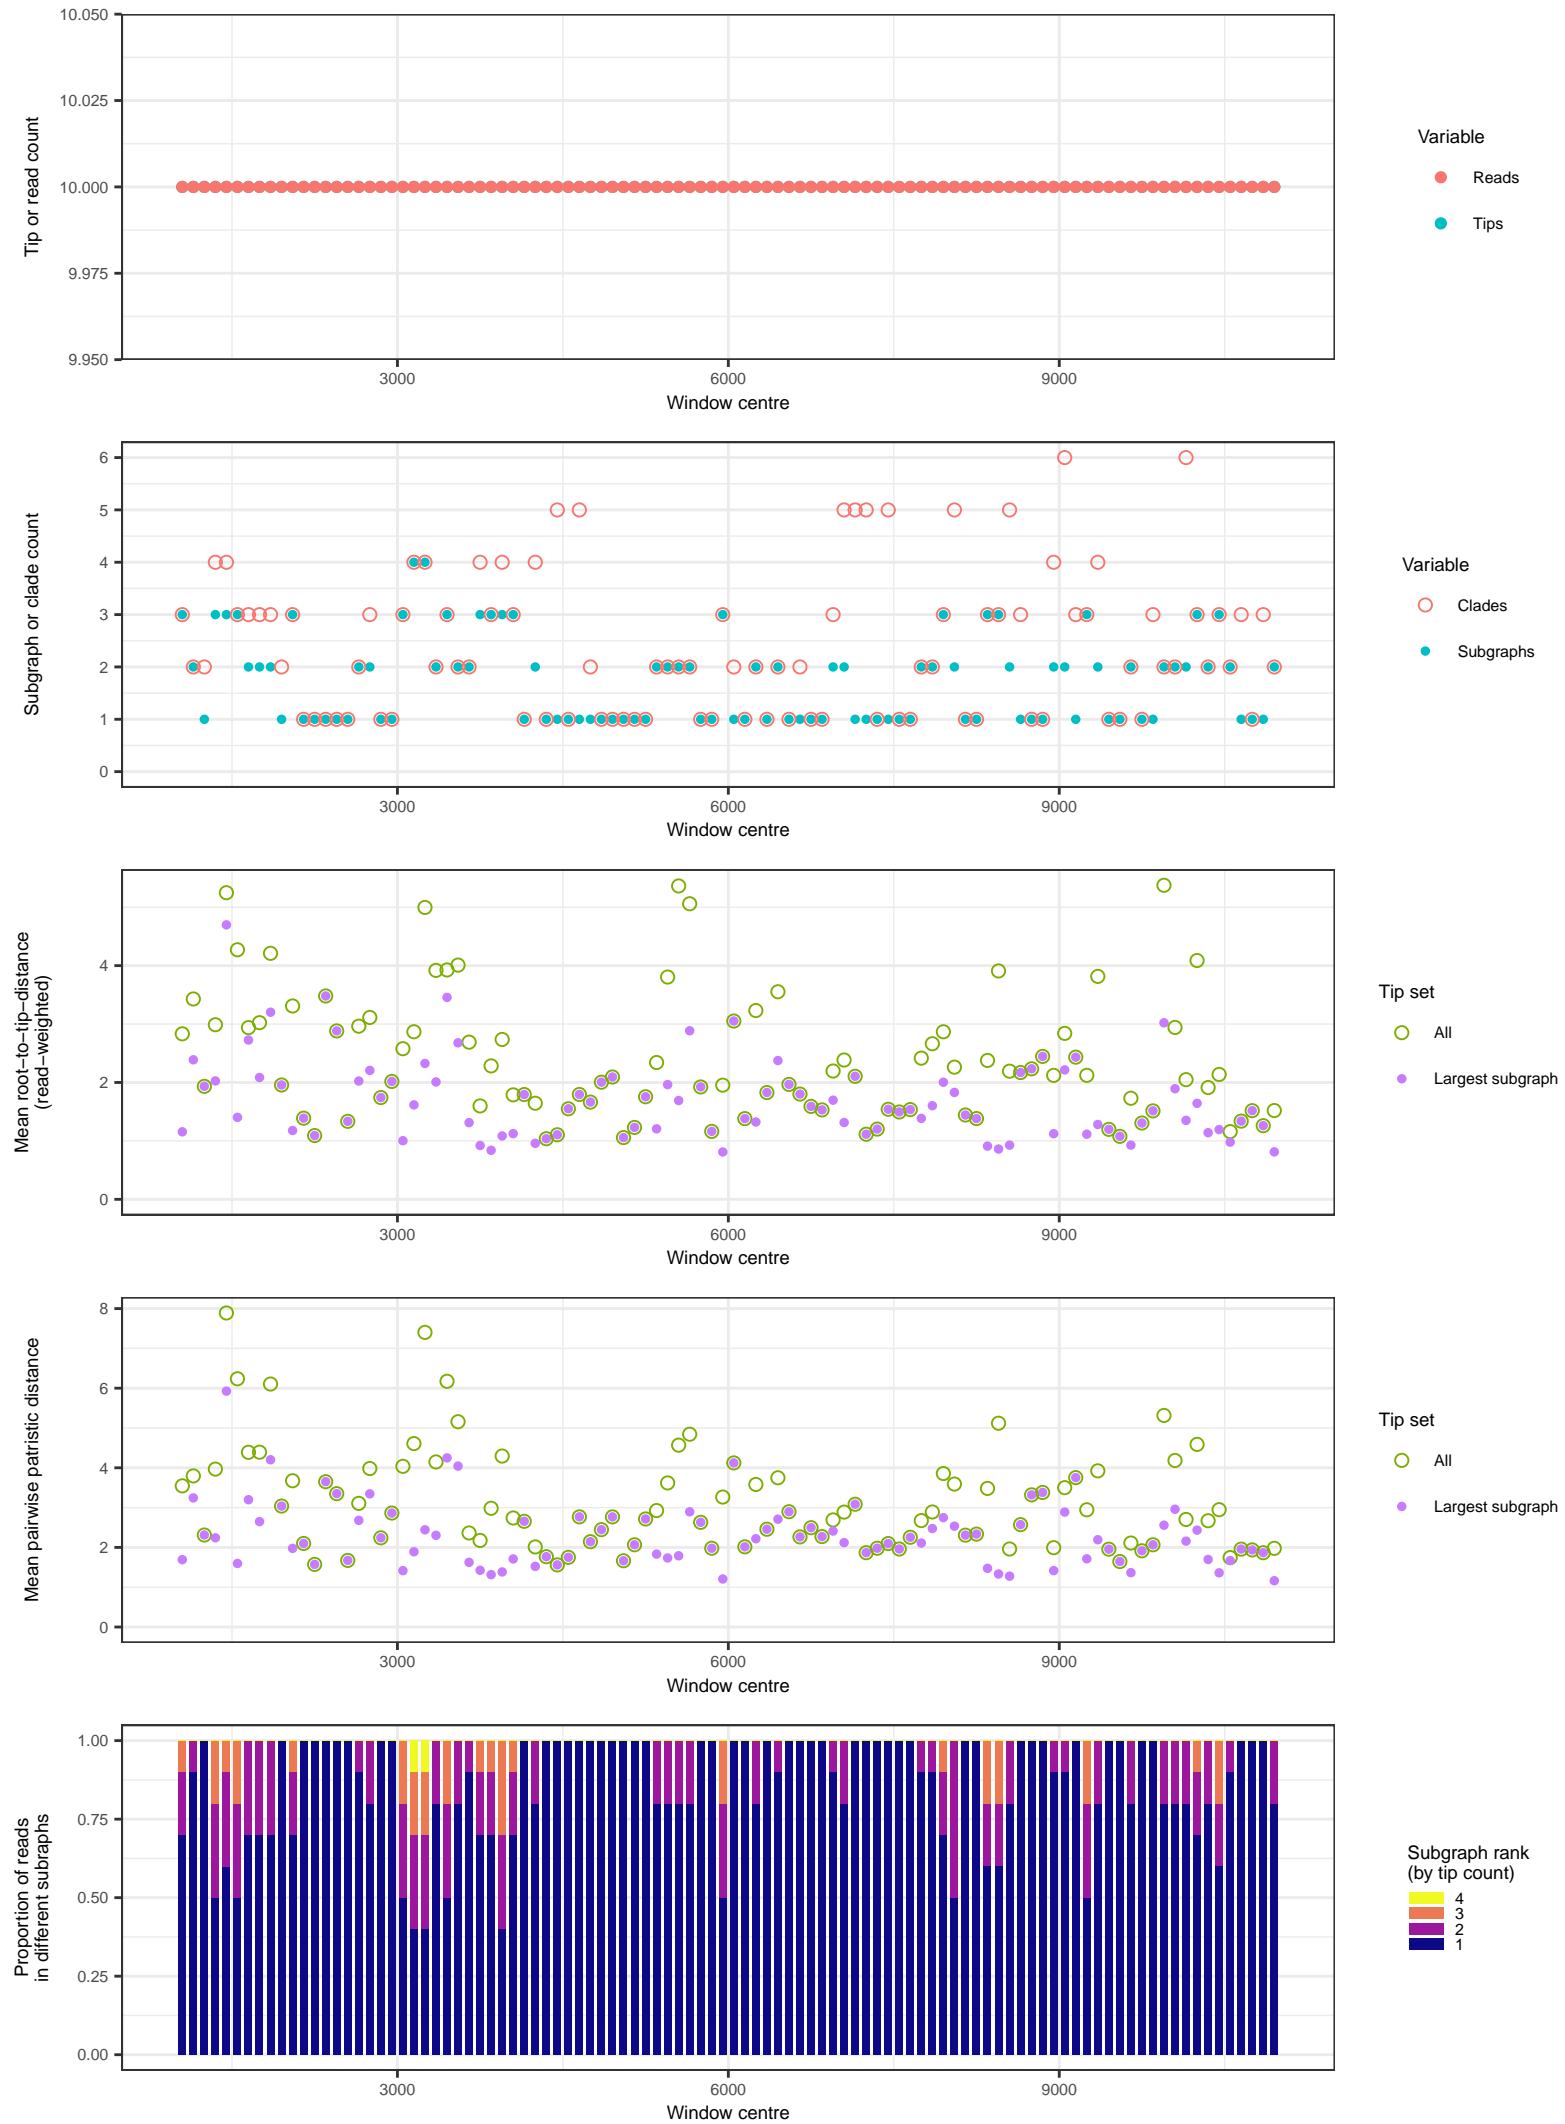 10.050
10.025
10.000
9.975
9.950
Tip or read count
3000
6000
9000
Window centre
Variable
Reads
Tips
6
5
4
3
2
1
0
Subgraph or clade count
3000
6000
9000
Window centre
Variable
Clades
Subgraphs
4
2
0
Mean root−to−tip−distance
(read−weighted)
3000
6000
9000
Window centre
Tip set
All
Largest subgraph
8
6
4
2
0
Mean pairwise patristic distance
3000
6000
9000
Window centre
Tip set
All
Largest subgraph
1.00
0.75
0.50
0.25
0.00
Proportion of reads
in different subraphs
3000
6000
9000
Window centre
Subgraph rank
(by tip count)
4
3
2
1